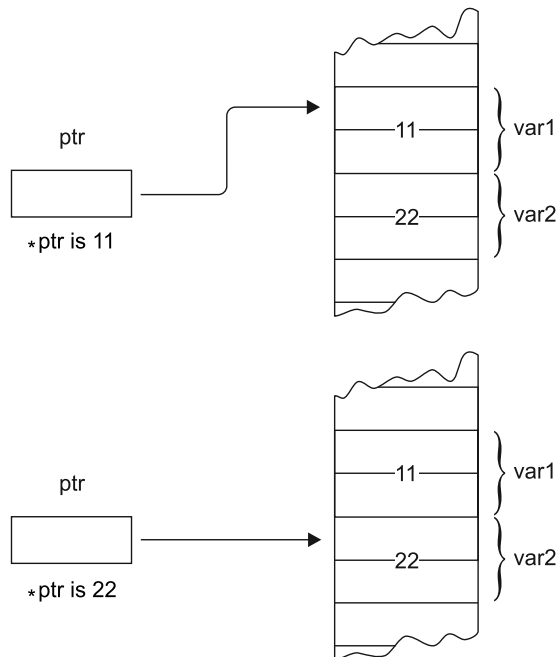 ptr
*ptr is 11
11
var1
22
var2
ptr
*ptr is 22
11
var1
22
var2